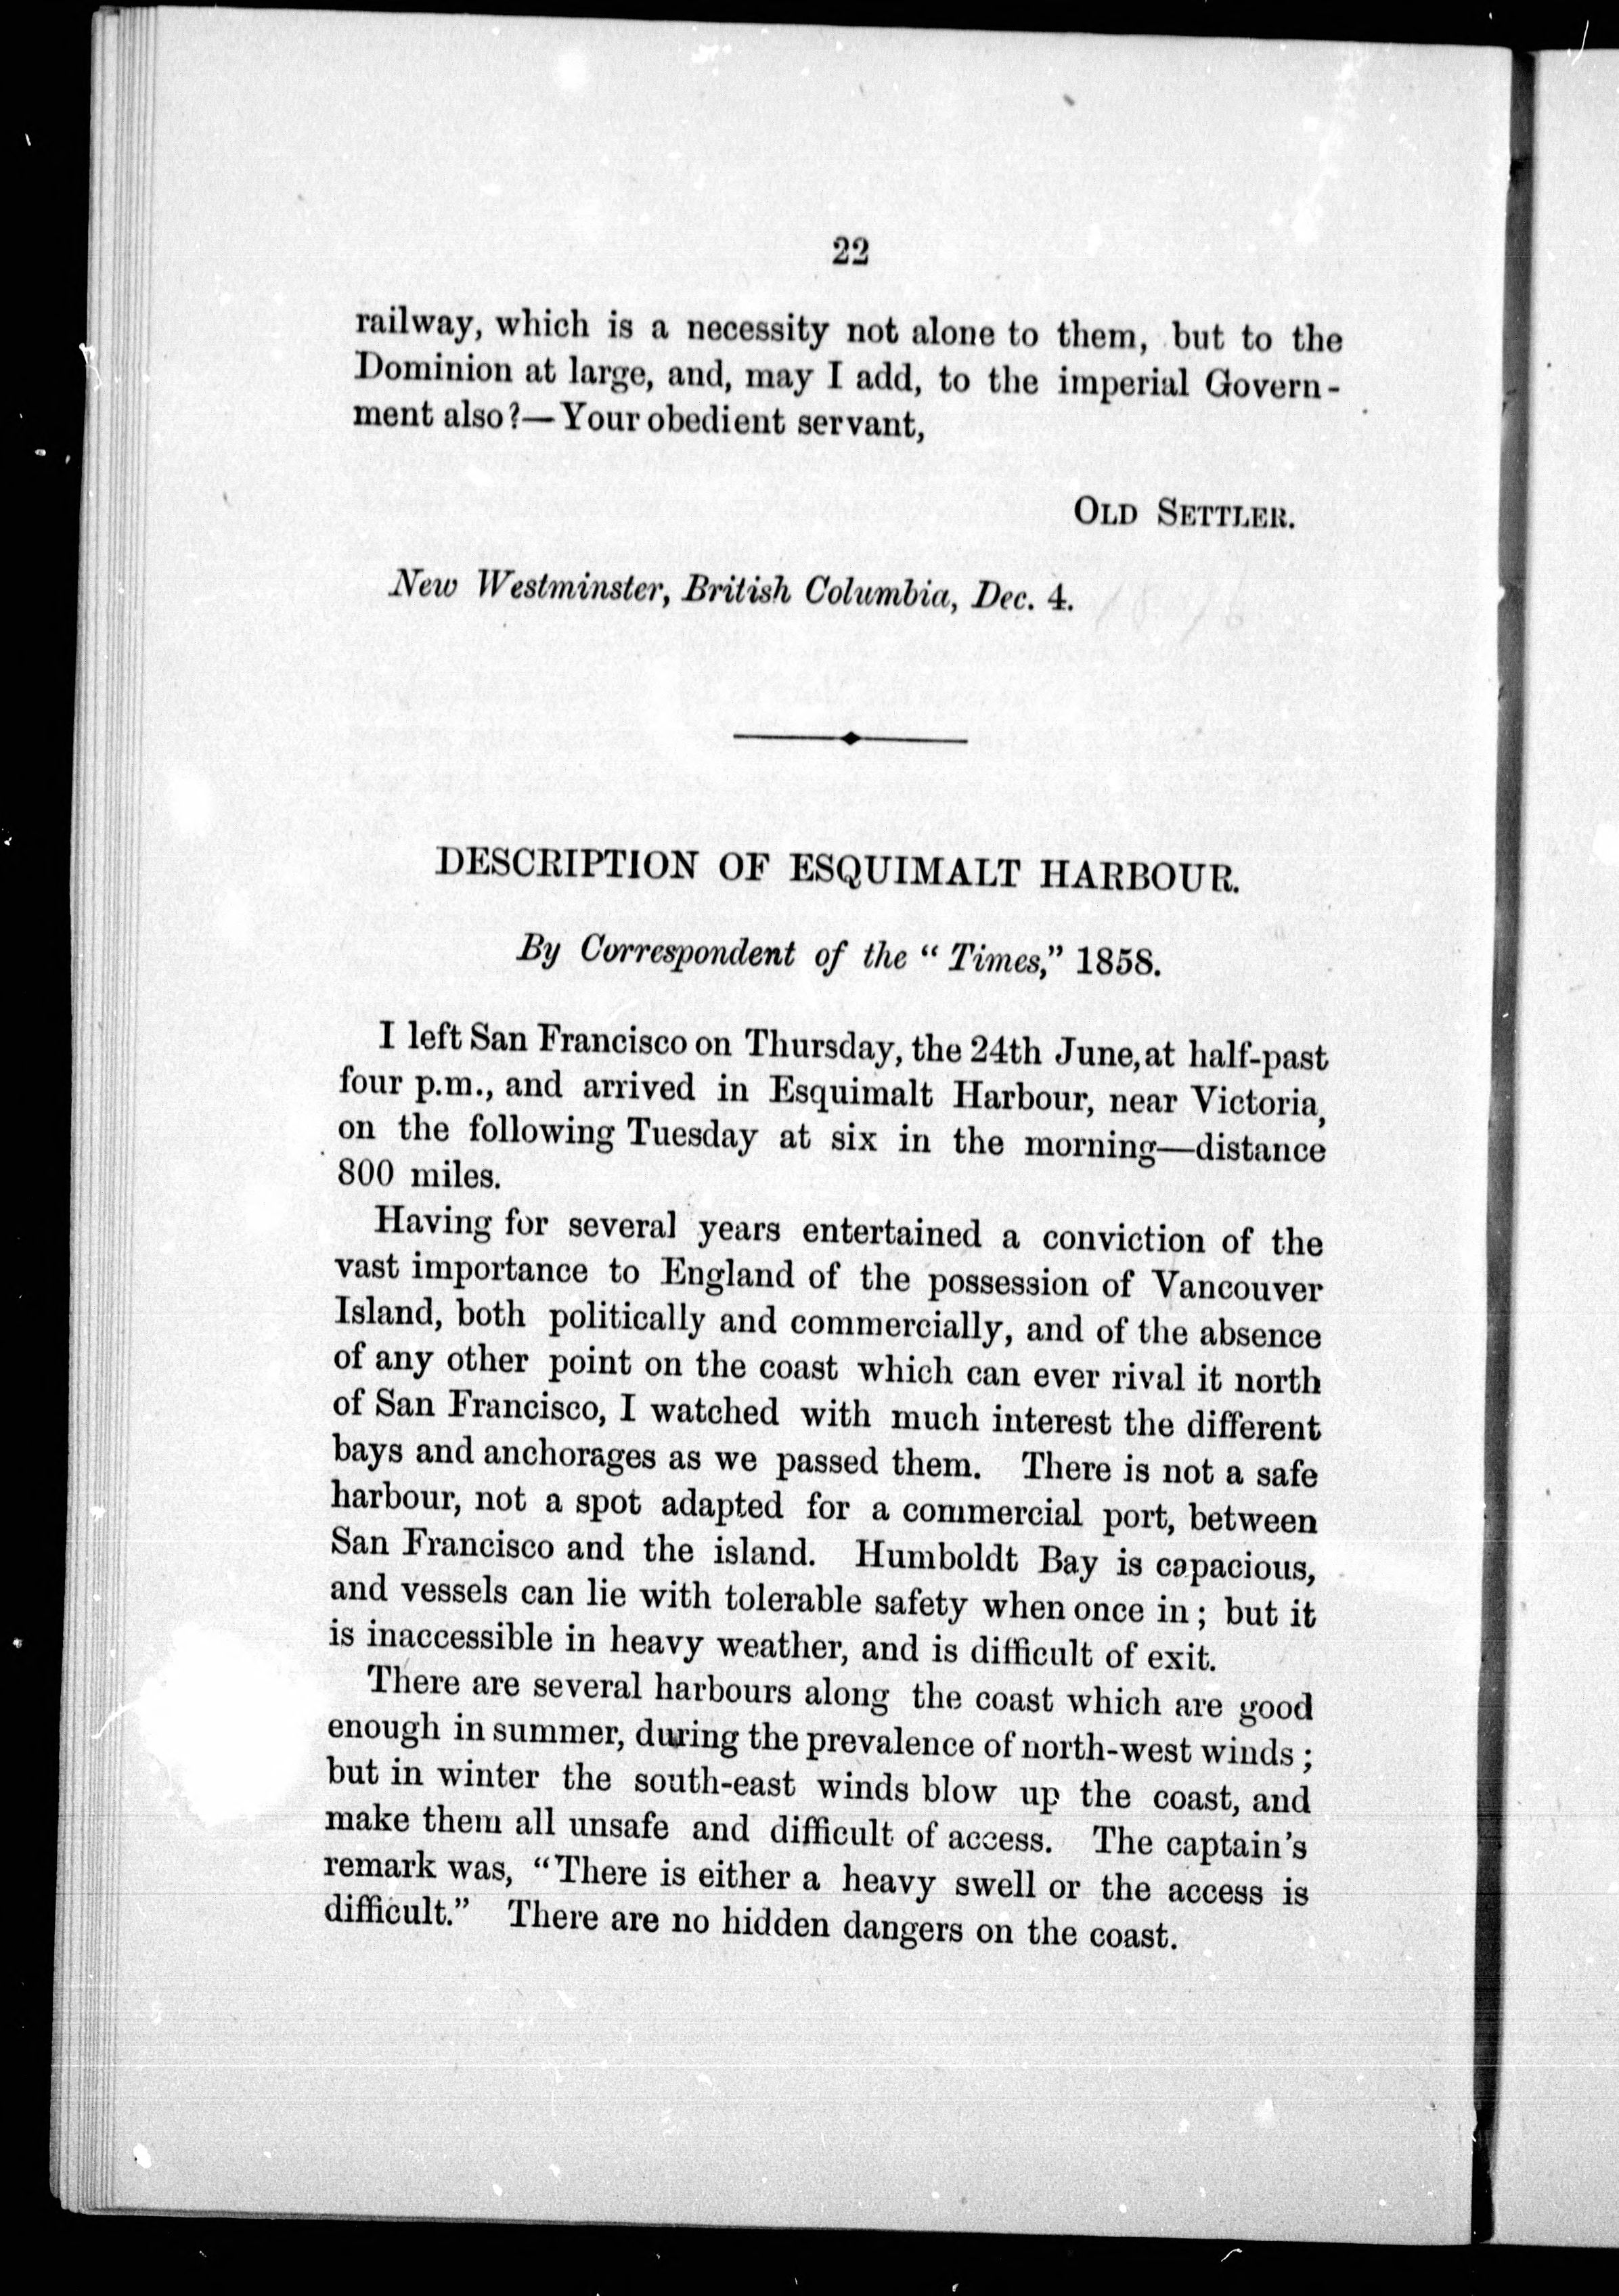 22
railway, which is a necessity not alone to them, but to the
Dominion at large, and, may I add, to the imperial Govern-
ment also?—Your obedient servant,
OLD SETTLER.
New Westminster, British Columbia, Dec. 4.
DESCRIPTION OF ESQUIMALT HARBOUR.
By Correspondent of the "Times," 1858.
I left San Francisco on Thursday, the 24th June, at half-past
four p.m., and arrived in Esquimalt Harbour, near Victoria,
on the following Tuesday at six in the morning—distance
800 miles.
Having for several years entertained a conviction of the
vast importance to England of the possession of Vancouver
Island, both politically and commercially, and of the absence
of any other point on the coast which can ever rival it north
of San Francisco, I watched with much interest the different
bays and anchorages as we passed them. There is not a safe
harbour, not a spot adapted for a commercial port, between
San Francisco and the island. Humboldt Bay is capacious,
and vessels can lie with tolerable safety when once in; but it
is inaccessible in heavy weather, and is difficult of exit.
There are several harbours along the coast which are good
enough in summer, during the prevalence of north-west winds;
but in winter the south-east winds blow up the coast, and
make them all unsafe and difficult of access. The captain's
remark was, "There is either a heavy swell or the access is
difficult." There are no hidden dangers on the coast.